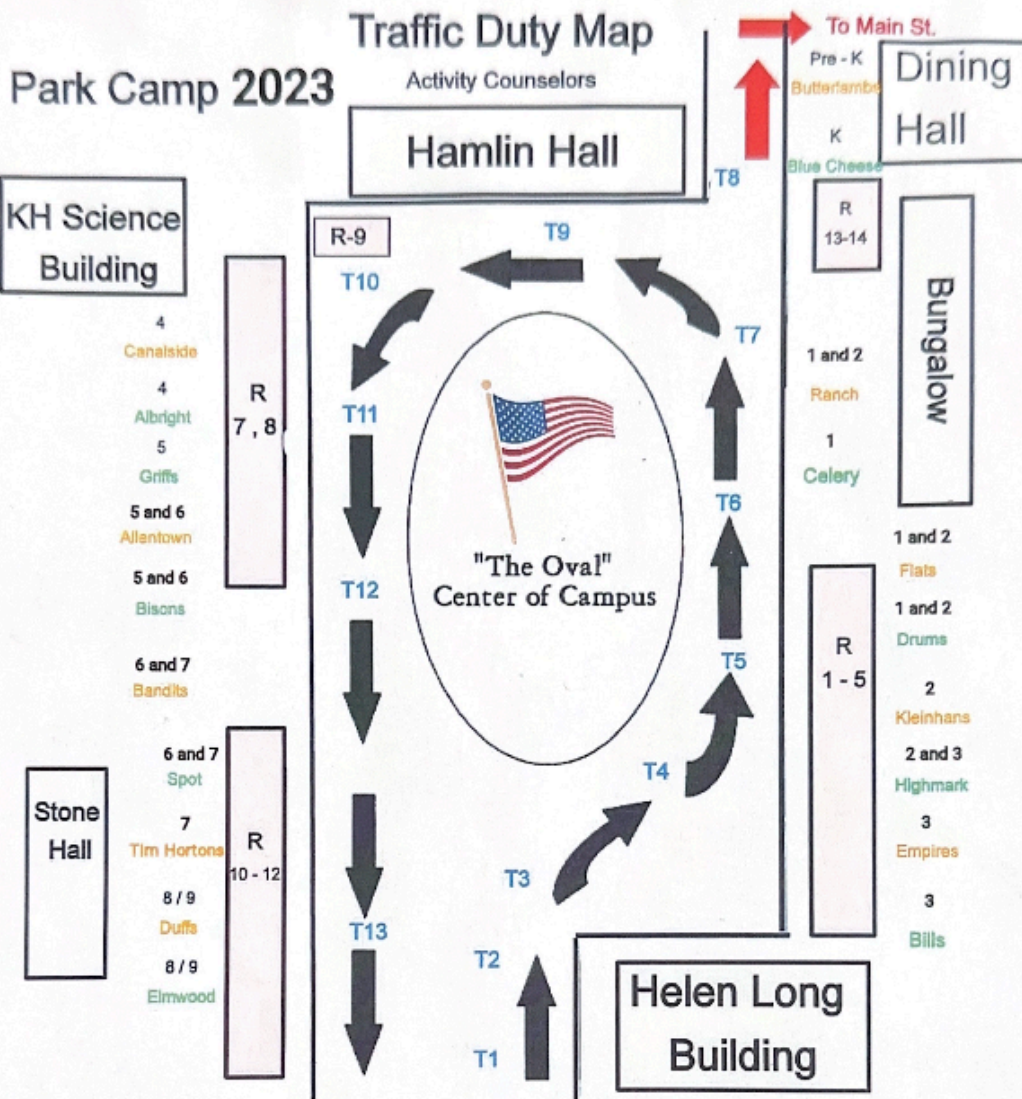 Traffic Duty Map
Park Camp 2023
Activity Counselors
To Main St.
Pre - K
Butterlambs
K
Blue Cheese
Dining
Hall
Hamlin Hall
T8
KH Science
Building
R-9
T9
T10
R
13-14
Bungalow
4
Canalside
4
Albright
5
Griffs
5 and 6
Allentown
5 and 6
Bisons
6 and 7
Bandits
R
7 , 8
T11
T12
T7
T6
T5
T4
T3
T13
T2
T1
"The Oval"
Center of Campus
1 and 2
Ranch
1
Celery
1 and 2
Flats
1 and 2
Drums
2
Kleinhans
2 and 3
Highmark
3
Empires
3
Bills
R
1 - 5
Stone
Hall
6 and 7
Spot
7
Tim Hortons
8 / 9
Duffs
8 / 9
Elmwood
R
10 - 12
Helen Long
Building